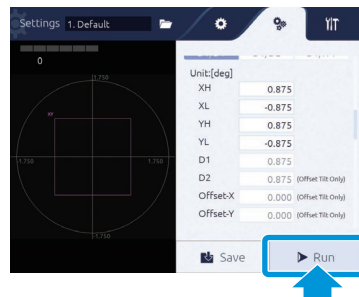 Settings 1. Default
0
1.750
XY
-1.750
1.750
-1.750
Unit:[deg]
XH 0.875
XL -0.875
YH 0.875
YL -0.875
D1 0.875
D2 0.875 (Offset Tilt Only)
Offset-X 0.000 (Offset Tilt Only)
Offset-Y 0.000 (Offset Tilt Only)
Save
Run